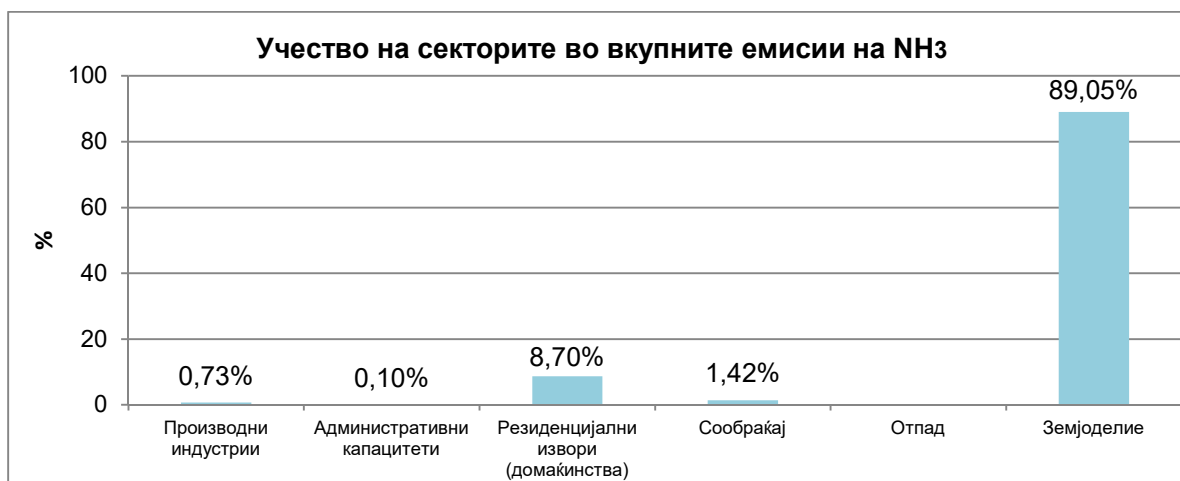 Учество на секторите во вкупните емисии на NH3
100
80
60
40
20
0
%
0,73%
0,10%
8,70%
1,42%
89,05%
Производни
индустрии
Административни
капацитети
Резиденцијални
извори
(домаќинства)
Сообраќај
Отпад
Земјоделие